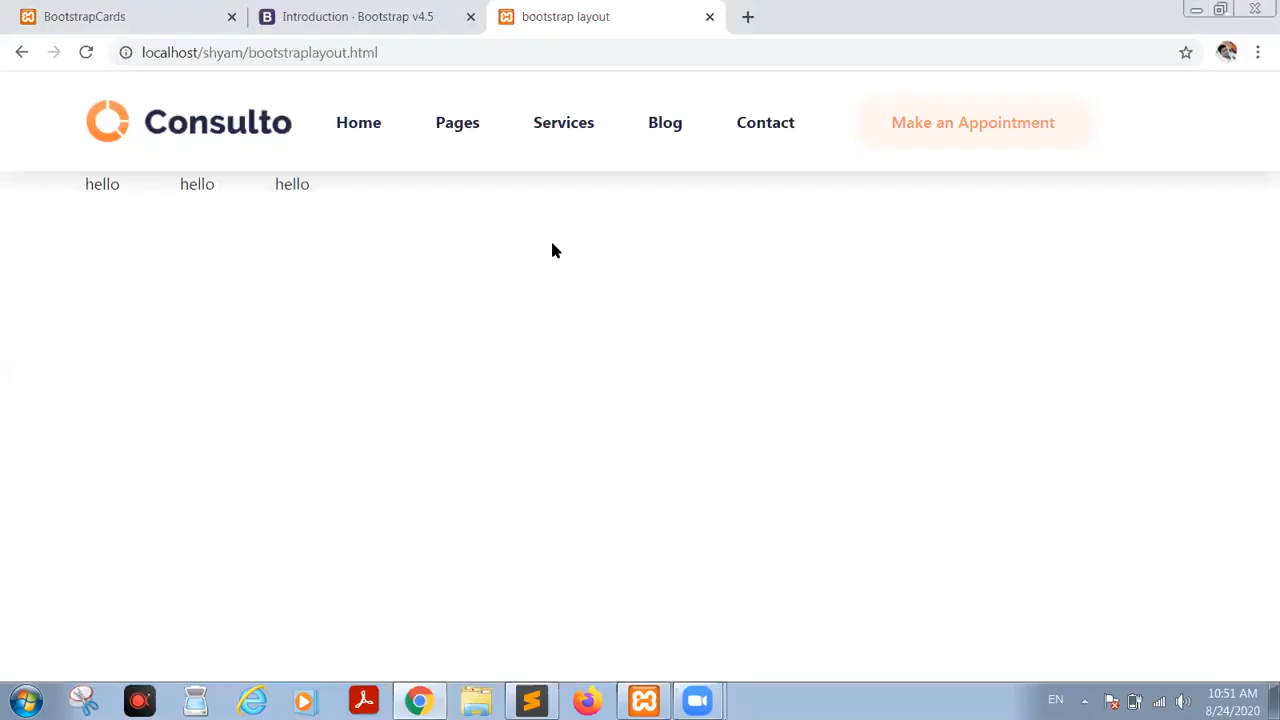 BootstrapCards
Introduction · Bootstrap v4.5
bootstrap layout
localhost/shyam/bootstraplayout.html
Consulto
Home
Pages
Services
Blog
Contact
Make an Appointment
hello hello hello
EN
10:51 AM
8/24/2020